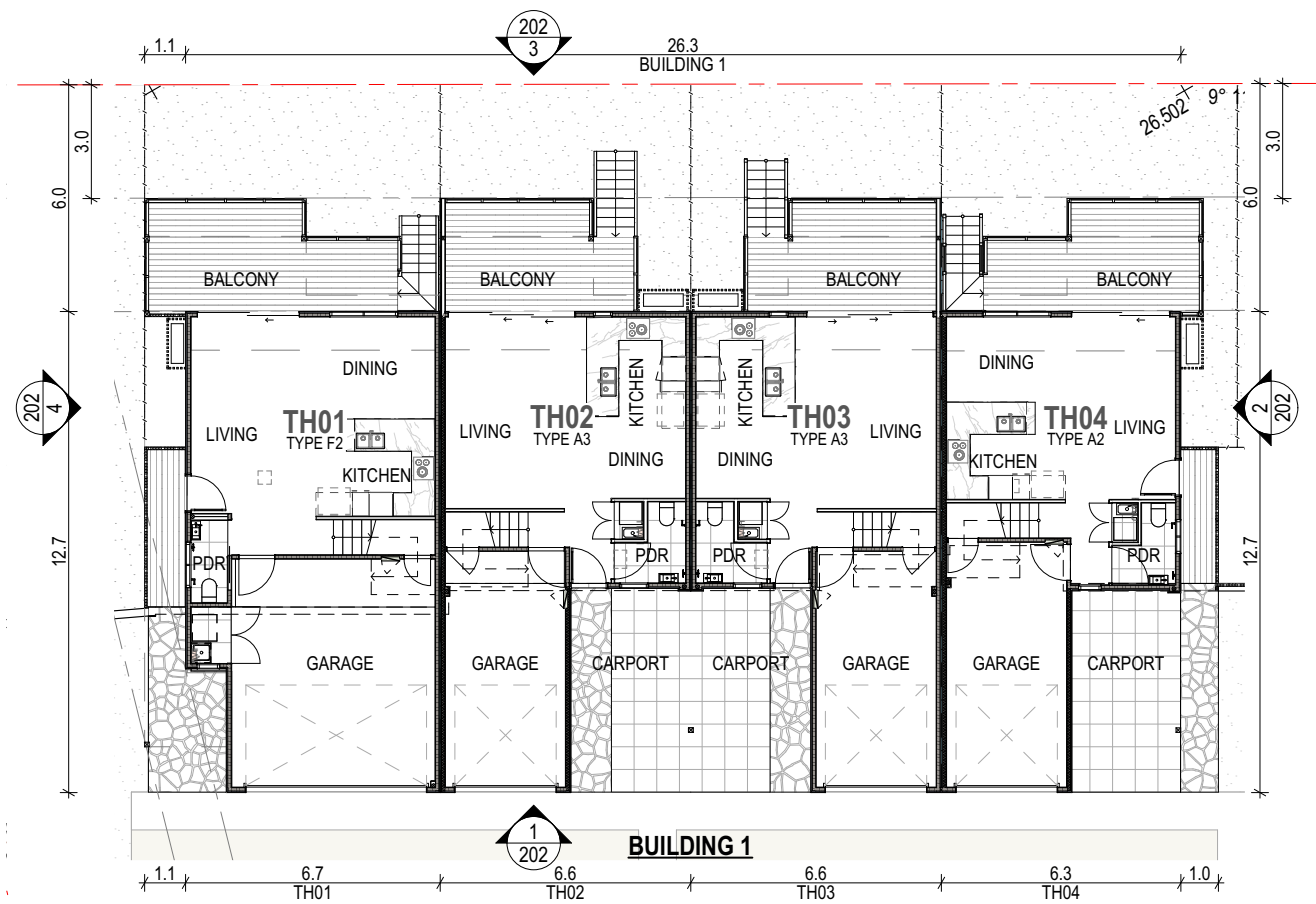 202
3
1.1
26.3
BUILDING 1
26.502
9° 1'
3.0
6.0
3.0
6.0
BALCONY
BALCONY
BALCONY
BALCONY
DINING
KITCHEN
KITCHEN
DINING
202
4
2
202
TH01
TYPE F2
LIVING
KITCHEN
TH02
TYPE A3
LIVING
DINING
TH03
TYPE A3
LIVING
DINING
TH04
TYPE A2
LIVING
KITCHEN
12.7
12.7
PDR
PDR
PDR
PDR
GARAGE
GARAGE
CARPORT
CARPORT
GARAGE
GARAGE
CARPORT
1
202
BUILDING 1
1.1
6.7
6.6
6.6
6.3
1.0
TH01
TH02
TH03
TH04